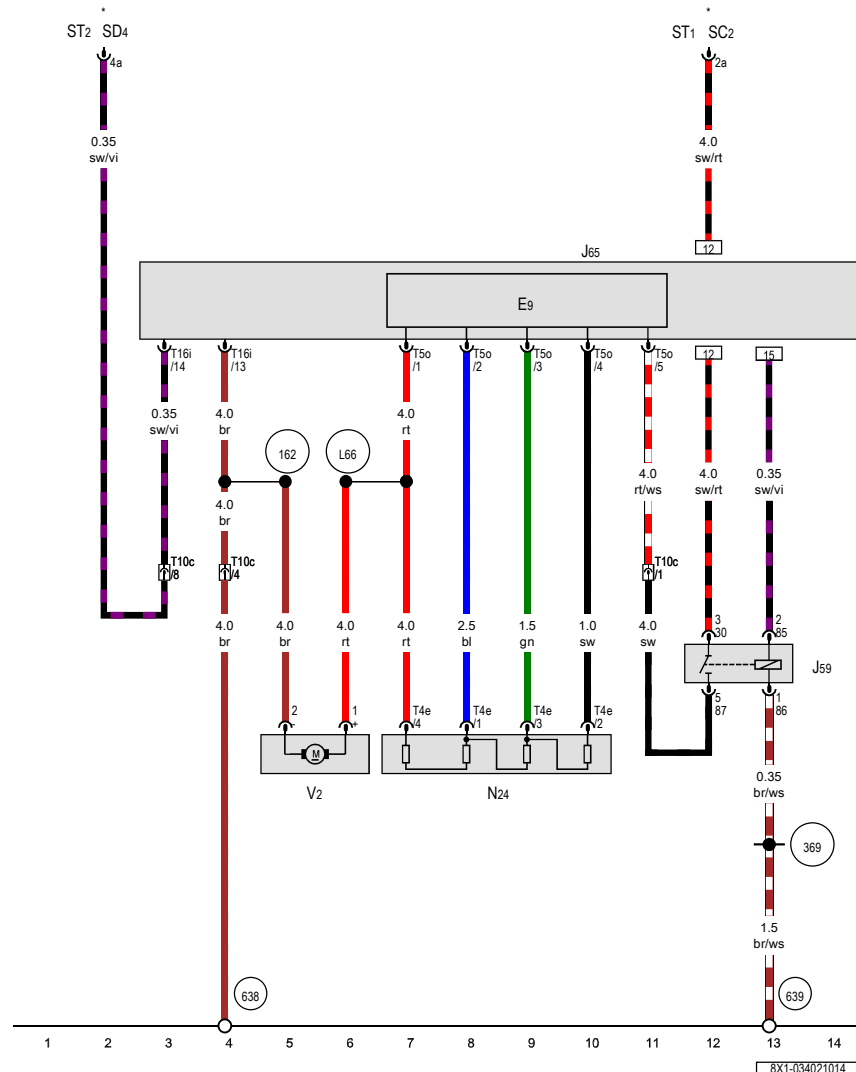 * *
ST2 SD4 ST1 SC2
4a 2a
0.35 4.0
sw/vi sw/rt
12
J65
E9
T16i T16i T5o T5o T5o T5o T5o 12 15
/14 /13 /1 /2 /3 /4 /5
0.35 4.0 4.0
sw/vi br rt
162 L66
4.0 4.0 0.35
rt/ws sw/rt sw/vi
4.0
br
T10c T10c T10c
/8 /4 /1
4.0 4.0 4.0 4.0 2.5 1.5 1.0 4.0
br br rt rt bl gn sw sw
3 2
30 85
J59
5 1
87 86
2 1 T4e T4e T4e T4e
- + /4 /1 /3 /2
M
V2 N24
0.35
br/ws
369
1.5
br/ws
638 639
1 2 3 4 5 6 7 8 9 10 11 12 13 14
8X1-034021014